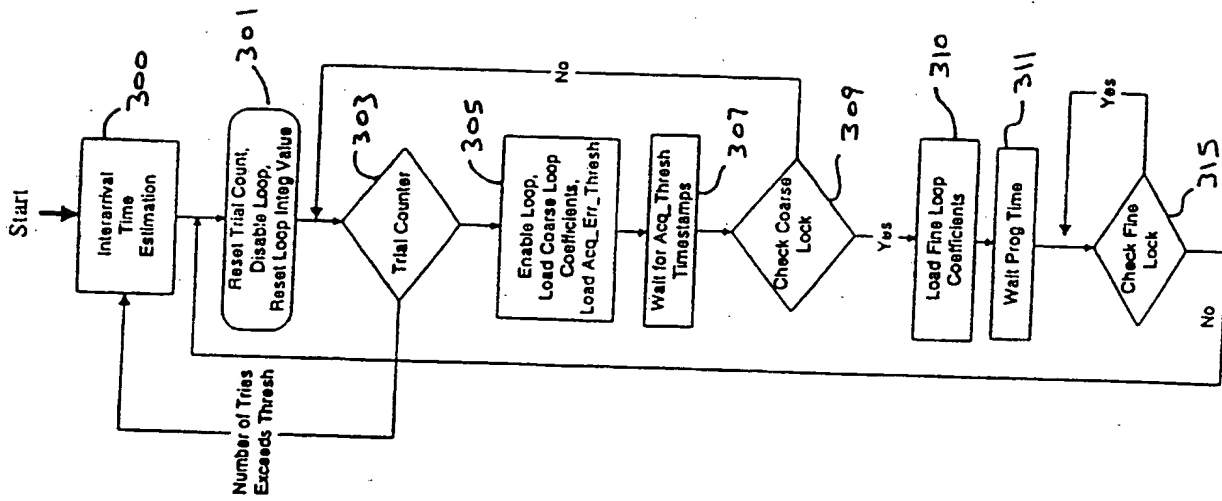 Start
300
Interarrival
Time
Estimation
301
Reset Trial Count,
Disable Loop,
Reset Loop Integ Value
Number of Tries
Exceeds Thresh
303
Trial Counter
No
305
Enable Loop,
Load Coarse Loop
Coefficients,
Load Acq_Err_Thresh
307
Wait for Acq_Thresh
Timestamps
309
Check Coarse
Lock
Yes
310
Load Fine Loop
Coefficients
311
Wait Prog Time
Yes
Check Fine
Lock
315
No